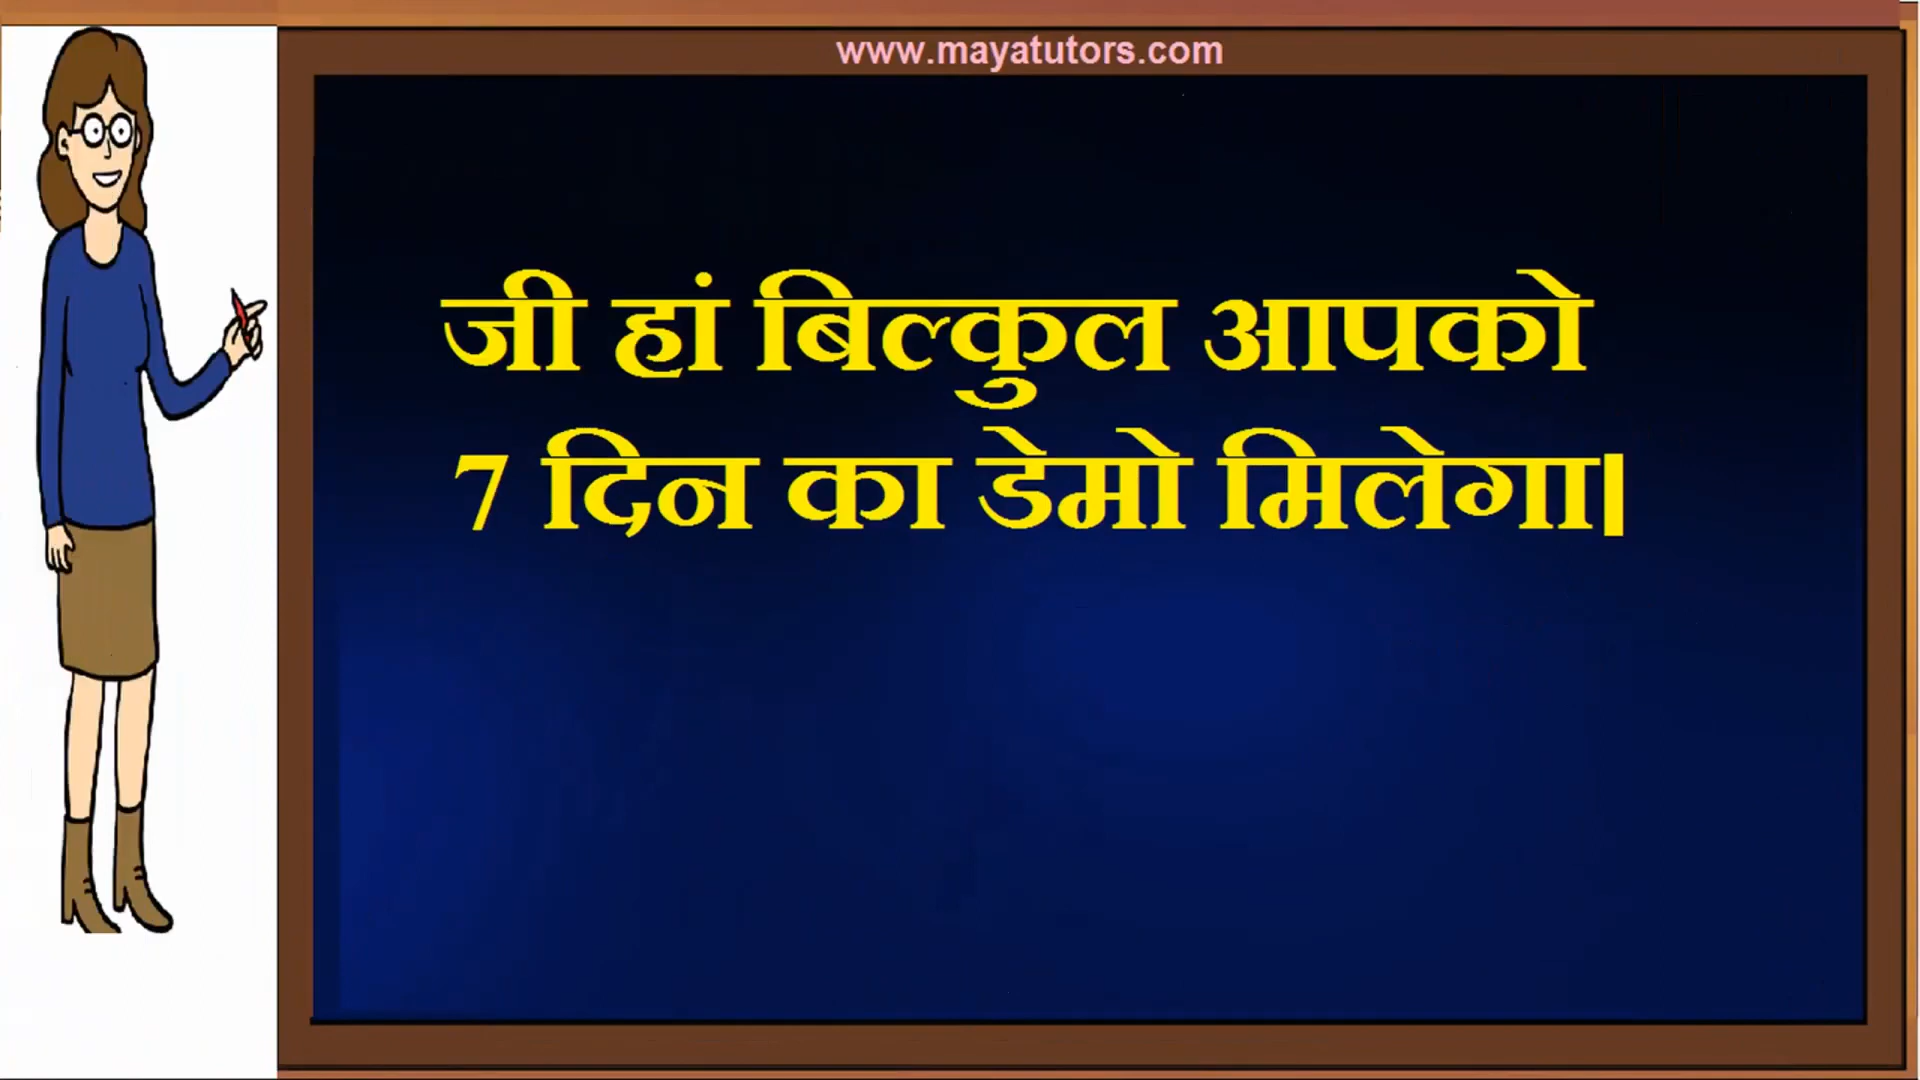 www.mayatutors.com
जी हां बिल्कुल आपको
7 दिन का डेमो मिलेगा।